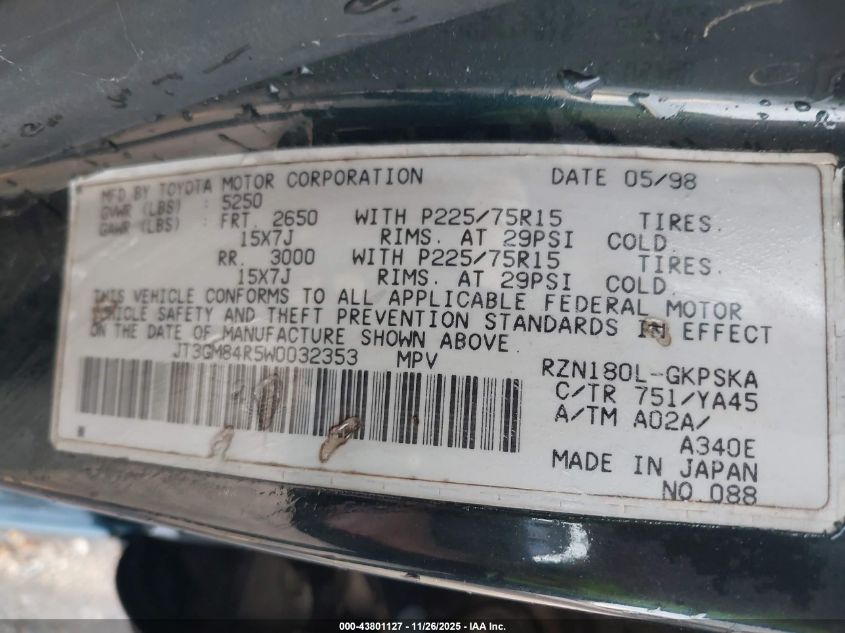 MFD BY TOYOTA MOTOR CORPORATION DATE 05/98
GVWR (LBS) : 5250
GAWR (LBS) : FRT. 2650 WITH P225/75R15 TIRES.
15X7J RIMS. AT 29PSI COLD.
RR. 3000 WITH P225/75R15 TIRES.
15X7J RIMS. AT 29PSI COLD.
THIS VEHICLE CONFORMS TO ALL APPLICABLE FEDERAL MOTOR
VEHICLE SAFETY AND THEFT PREVENTION STANDARDS IN EFFECT
ON THE DATE OF MANUFACTURE SHOWN ABOVE.
JT3GM84R5W0032353 MPV RZN180L-GKPSKA
C/TR 751/YA45
A/TM A02A/
A340E
MADE IN JAPAN
NO.088
000-43801127 - 11/26/2025 - IAA Inc.